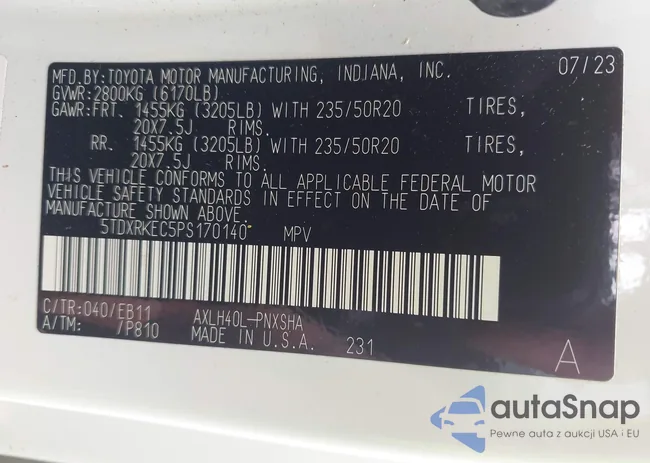 MFD.BY:TOYOTA MOTOR MANUFACTURING, INDIANA, INC. 07/23
GVWR:2800KG (6170LB)
GAWR:FRT. 1455KG (3205LB) WITH 235/50R20 TIRES,
20X7.5J RIMS.
RR. 1455KG (3205LB) WITH 235/50R20 TIRES,
20X7.5J RIMS.
THIS VEHICLE CONFORMS TO ALL APPLICABLE FEDERAL MOTOR
VEHICLE SAFETY STANDARDS IN EFFECT ON THE DATE OF
MANUFACTURE SHOWN ABOVE.
5TDXRKEC5PS170140 MPV
C/TR:040/EB11 AXLH40L-PNXSHA
A/TM: /P810 MADE IN U.S.A. 231 A
autaSnap
Pewne auta z aukcji USA i EU